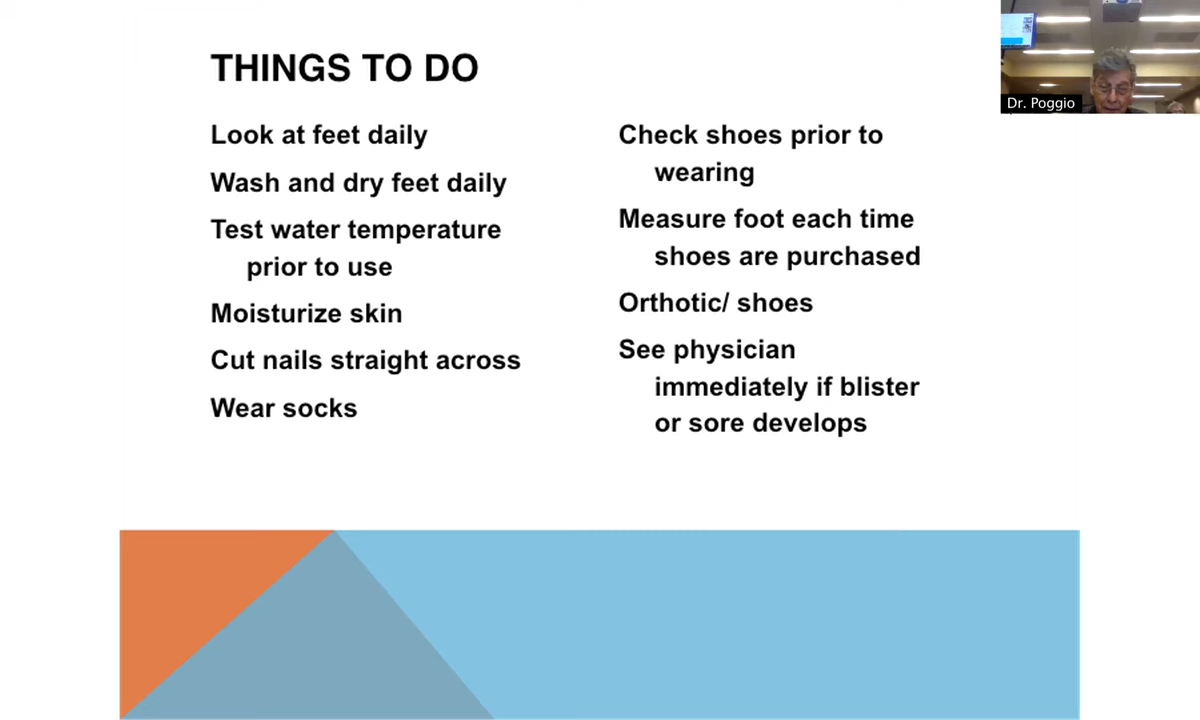 THINGS TO DO
Look at feet daily
Wash and dry feet daily
Test water temperature
prior to use
Moisturize skin
Cut nails straight across
Wear socks
Check shoes prior to
wearing
Measure foot each time
shoes are purchased
Orthotic/ shoes
See physician
immediately if blister
or sore develops
Dr. Poggio